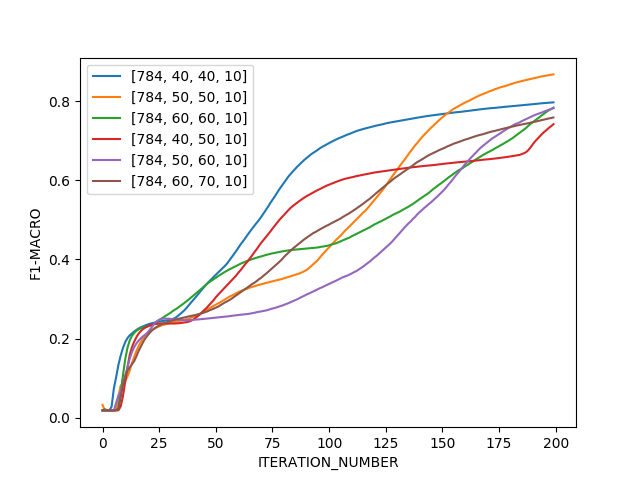 [784, 40, 40, 10]
[784, 50, 50, 10]
[784, 60, 60, 10]
[784, 40, 50, 10]
[784, 50, 60, 10]
[784, 60, 70, 10]
0.8
0.6
0.4
0.2
0.0
F1-MACRO
0 25 50 75 100 125 150 175 200
ITERATION_NUMBER